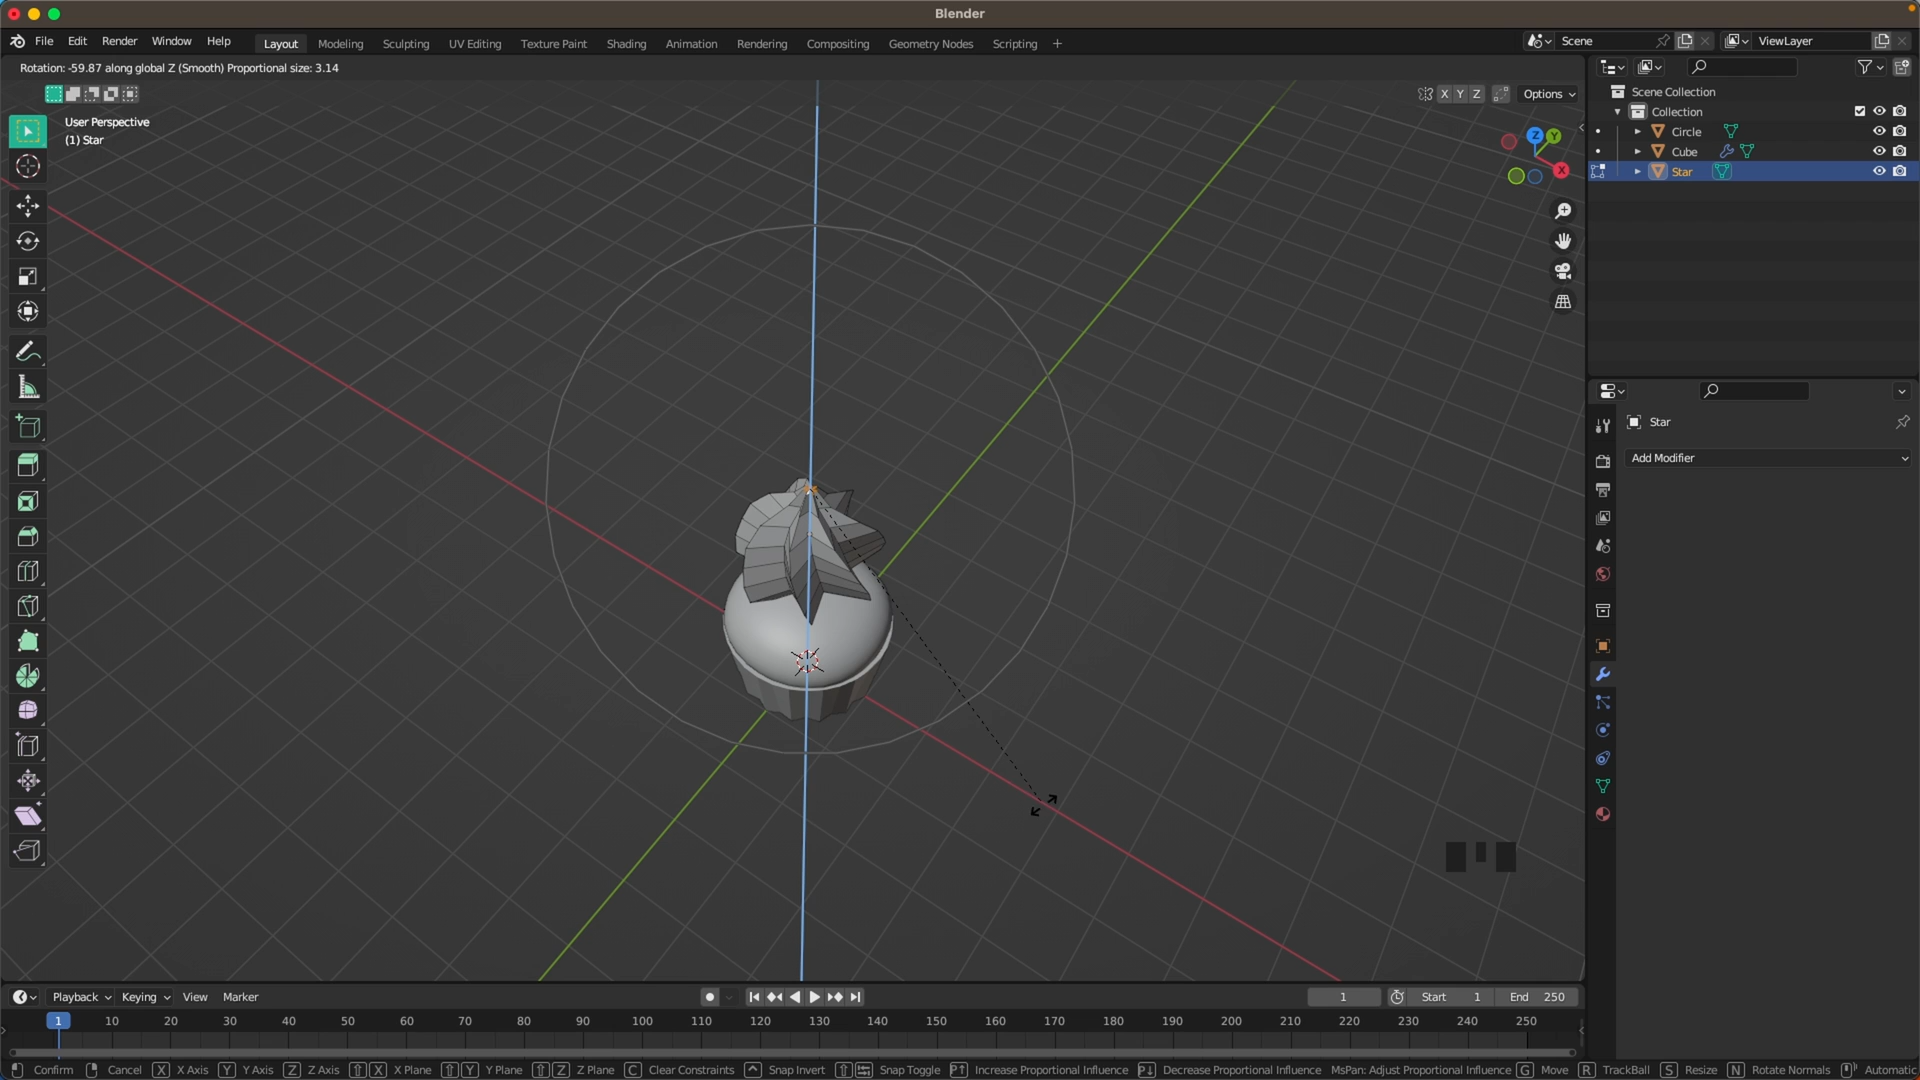 Blender
File Edit Render Window Help
Layout Modeling Sculpting UV Editing Texture Paint Shading Animation Rendering Compositing Geometry Nodes Scripting +
Scene
ViewLayer
Rotation: -59.87 along global Z (Smooth) Proportional size: 3.14
X Y Z
Options
User Perspective
(1) Star
Z
Y
X
Scene Collection
Collection
Circle
Cube
Star
Star
Add Modifier
Playback Keying View Marker
1
Start 1
End 250
1 10 20 30 40 50 60 70 80 90 100 110 120 130 140 150 160 170 180 190 200 210 220 230 240 250
Confirm Cancel X X Axis Y Y Axis Z Z Axis X X Plane Y Y Plane Z Z Plane C Clear Constraints Snap Invert Snap Toggle P↑ Increase Proportional Influence P↓ Decrease Proportional Influence MsPan: Adjust Proportional Influence G Move R TrackBall S Resize N Rotate Normals Automatic